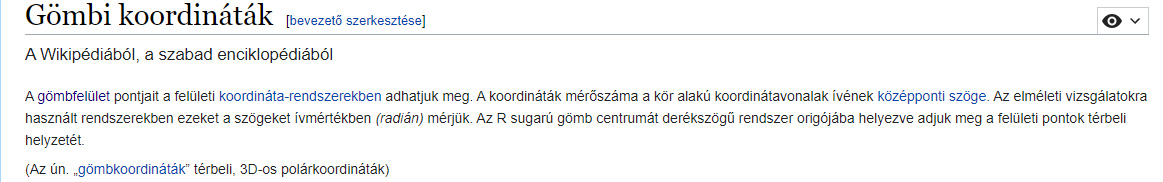 Gömbi koordináták [bevezető szerkesztése]
A Wikipédiából, a szabad enciklopédiából
A gömbfelület pontjait a felületi koordináta-rendszerekben adhatjuk meg. A koordináták mérőszáma a kör alakú koordinátavonalak ívének középponti szöge. Az elméleti vizsgálatokra
használt rendszerekben ezeket a szögeket ívmértékben (radián) mérjük. Az R sugarú gömb centrumát derékszögű rendszer origójába helyezve adjuk meg a felületi pontok térbeli
helyzetét.
(Az ún. „gömbkoordináták” térbeli, 3D-os polárkoordináták)